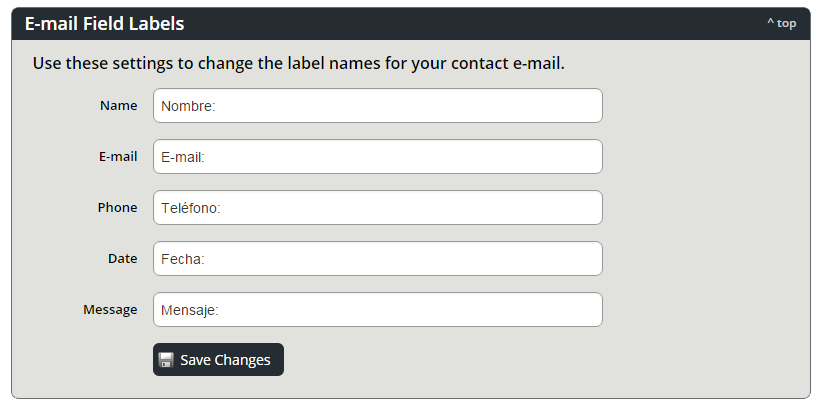 E-mail Field Labels
^ top
Use these settings to change the label names for your contact e-mail.
Name Nombre:
E-mail E-mail:
Phone Teléfono:
Date Fecha:
Message Mensaje:
Save Changes